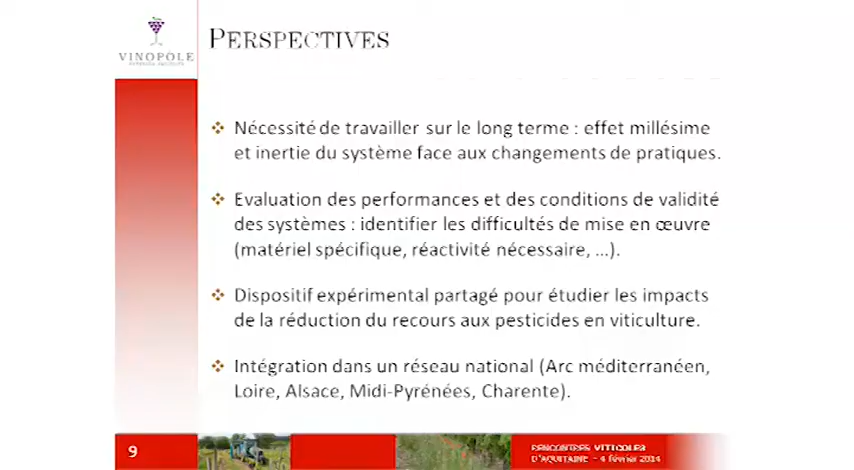 VINOPÔLE
PERSPECTIVES
❖ Nécessité de travailler sur le long terme : effet millésime
et inertie du système face aux changements de pratiques.
❖ Evaluation des performances et des conditions de validité
des systèmes : identifier les difficultés de mise en œuvre
(matériel spécifique, réactivité nécessaire, ...).
❖ Dispositif expérimental partagé pour étudier les impacts
de la réduction du recours aux pesticides en viticulture.
❖ Intégration dans un réseau national (Arc méditerranéen,
Loire, Alsace, Midi-Pyrénées, Charente).
9
RENCONTRES VITICOLES
D'AQUITAINE – 4 février 2014